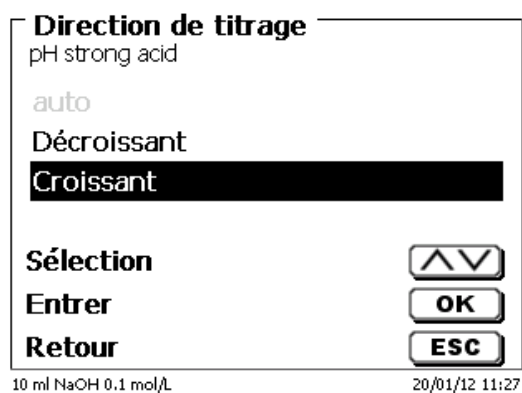 Direction de titrage
pH strong acid
auto
Décroissant
Croissant
Sélection
Entrer OK
Retour ESC
10 ml NaOH 0.1 mol/L 20/01/12 11:27